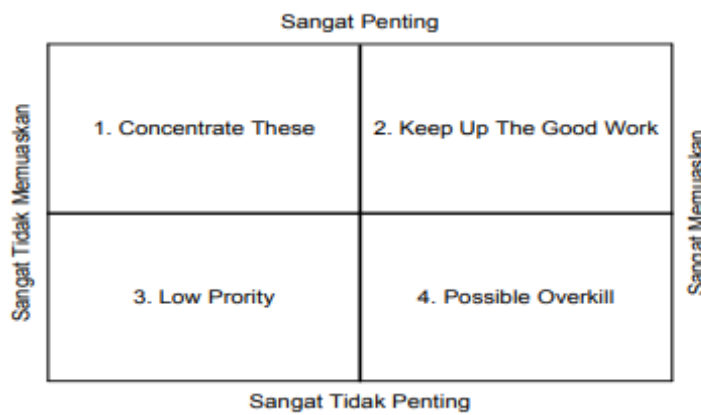 Sangat Penting
Sangat Tidak Memuaskan
1. Concentrate These
2. Keep Up The Good Work
Sangat Memuaskan
3. Low Prority
4. Possible Overkill
Sangat Tidak Penting